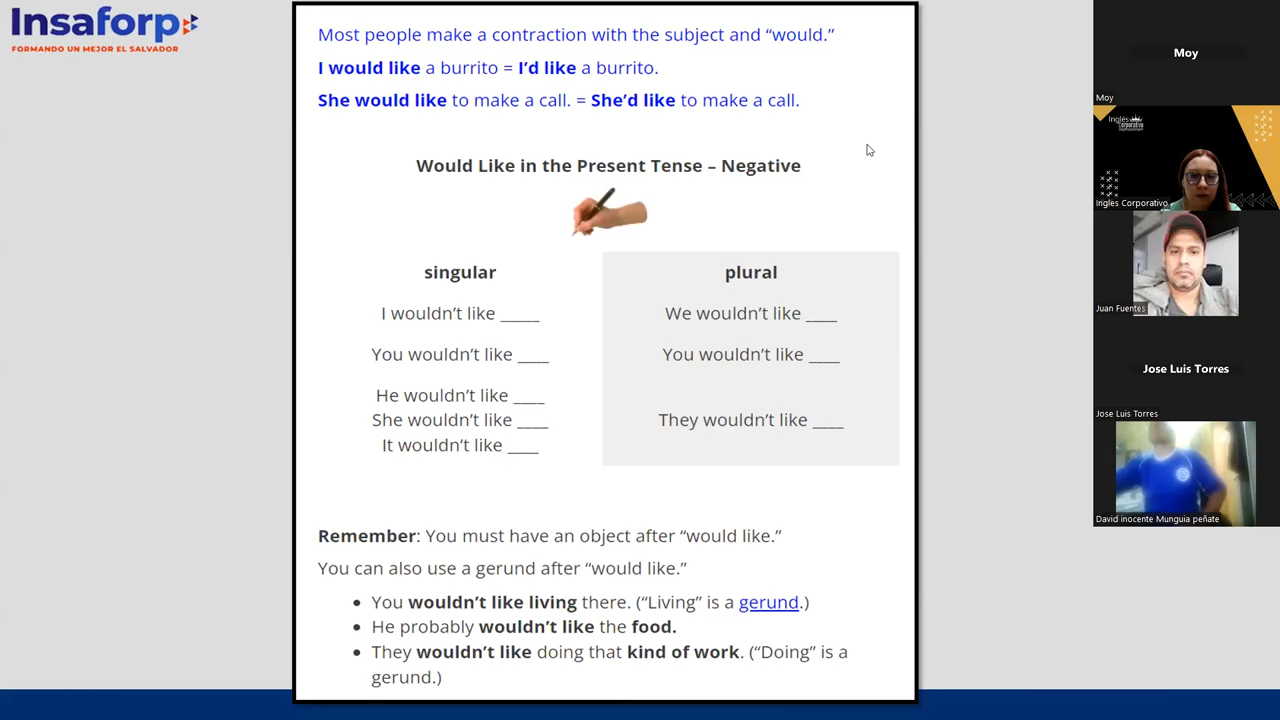 Insaforp
FORMANDO UN MEJOR EL SALVADOR
Most people make a contraction with the subject and “would.”
I would like a burrito = I’d like a burrito.
She would like to make a call. = She’d like to make a call.
Would Like in the Present Tense – Negative
singular
I wouldn’t like _____
You wouldn’t like ____
He wouldn’t like ____
She wouldn’t like ____
It wouldn’t like ____
plural
We wouldn’t like ____
You wouldn’t like ____
They wouldn’t like ____
Remember: You must have an object after “would like.”
You can also use a gerund after “would like.”
• You wouldn’t like living there. (“Living” is a gerund.)
• He probably wouldn’t like the food.
• They wouldn’t like doing that kind of work. (“Doing” is a
gerund.)
Moy
Moy
Inglés
Corporativo
Ingles Corporativo
Juan Fuentes
Jose Luis Torres
Jose Luis Torres
David inocente Munguia peñate